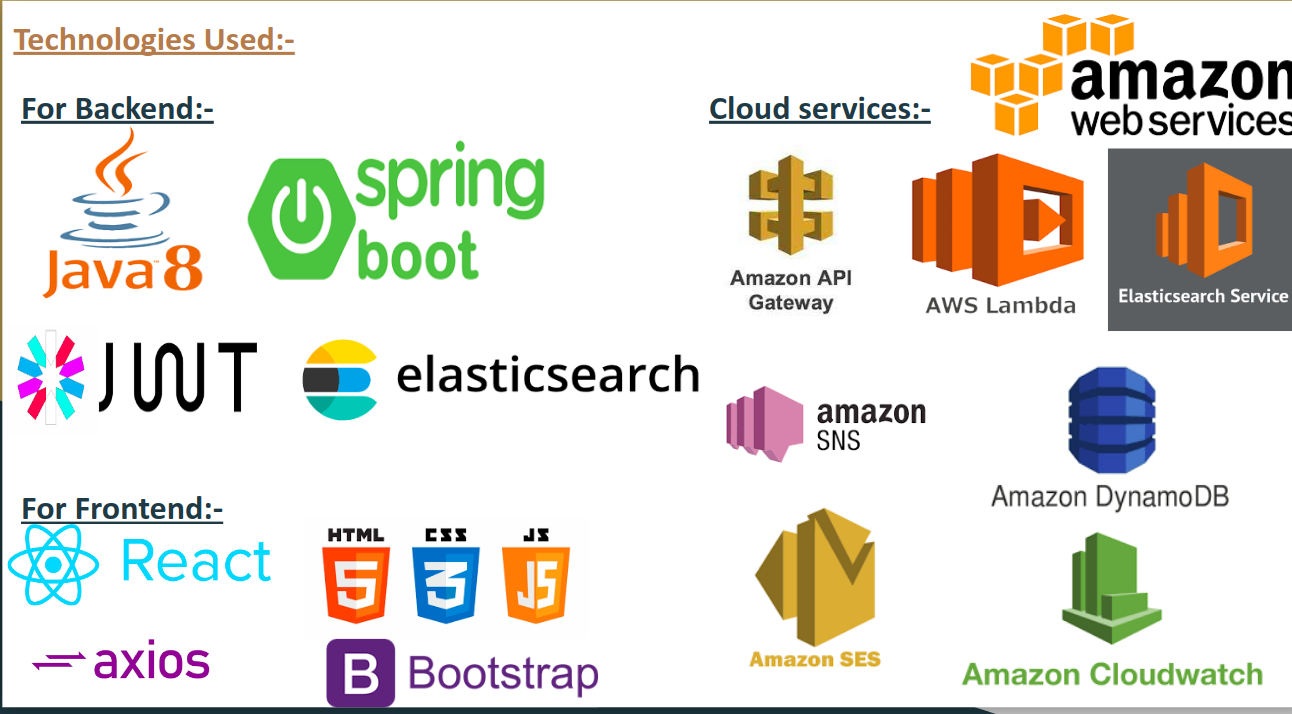 Technologies Used:-
For Backend:-
Java™8
spring
boot
JWT
elasticsearch
For Frontend:-
React
HTML
5
CSS
3
JS
JS
axios
B Bootstrap
Cloud services:-
amazon
web services
Amazon API
Gateway
AWS Lambda
Elasticsearch Service
amazon
SNS
Amazon DynamoDB
Amazon SES
Amazon Cloudwatch